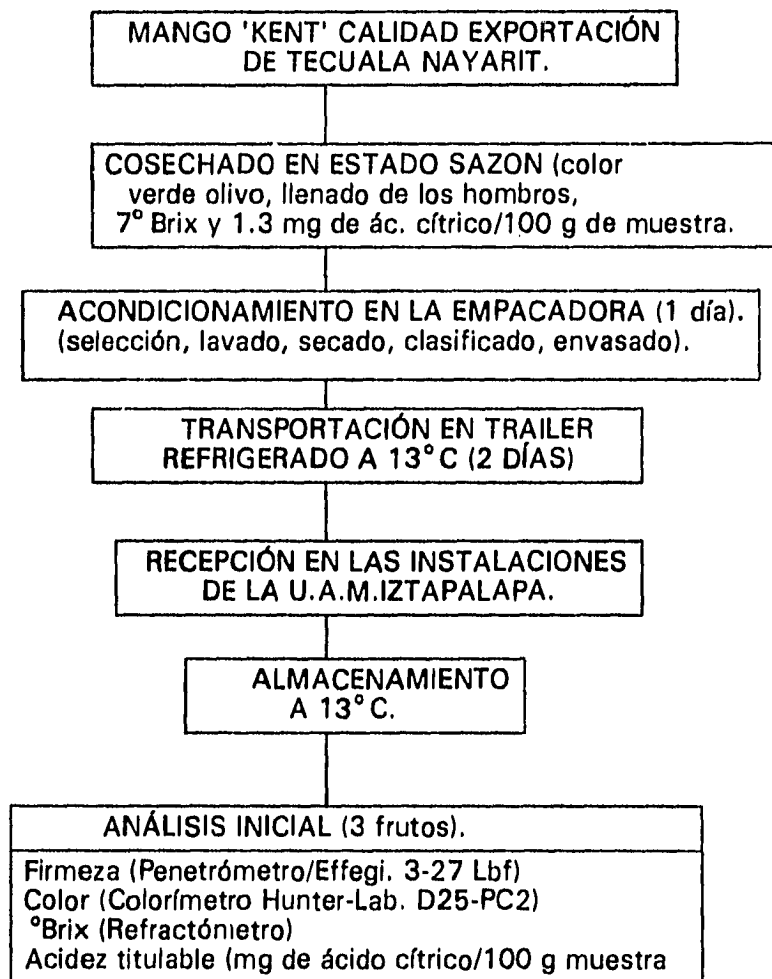 MANGO 'KENT' CALIDAD EXPORTACIÓN
DE TECUALA NAYARIT.
COSECHADO EN ESTADO SAZON (color
verde olivo, llenado de los hombros,
7° Brix y 1.3 mg de ác. cítrico/100 g de muestra.
ACONDICIONAMIENTO EN LA EMPACADORA (1 día).
(selección, lavado, secado, clasificado, envasado).
TRANSPORTACIÓN EN TRAILER
REFRIGERADO A 13°C (2 DÍAS)
RECEPCIÓN EN LAS INSTALACIONES
DE LA U.A.M.IZTAPALAPA.
ALMACENAMIENTO
A 13°C.
ANÁLISIS INICIAL (3 frutos).
Firmeza (Penetrómetro/Effegi. 3-27 Lbf)
Color (Colorímetro Hunter-Lab. D25-PC2)
°Brix (Refractómetro)
Acidez titulable (mg de ácido cítrico/100 g muestra